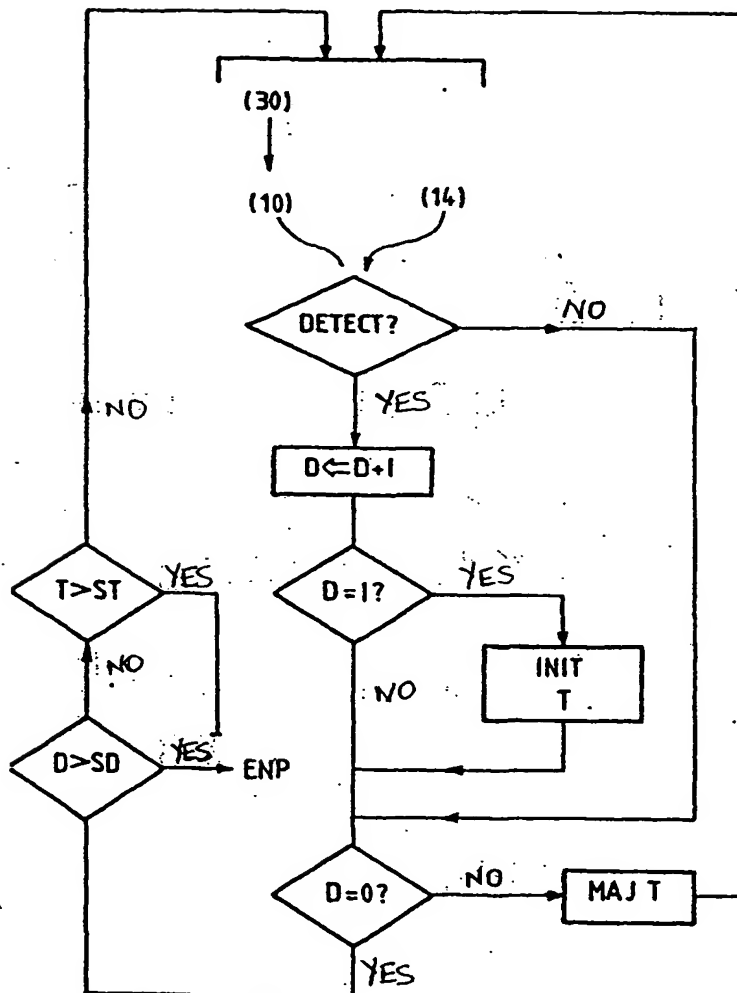 (30)
(10)
(14)
DETECT?
NO
YES
NO
D⇐D+1
T>ST
YES
D=1?
YES
NO
NO
INIT
T
D>SD
YES
ENP
D=0?
NO
MAJ T
YES